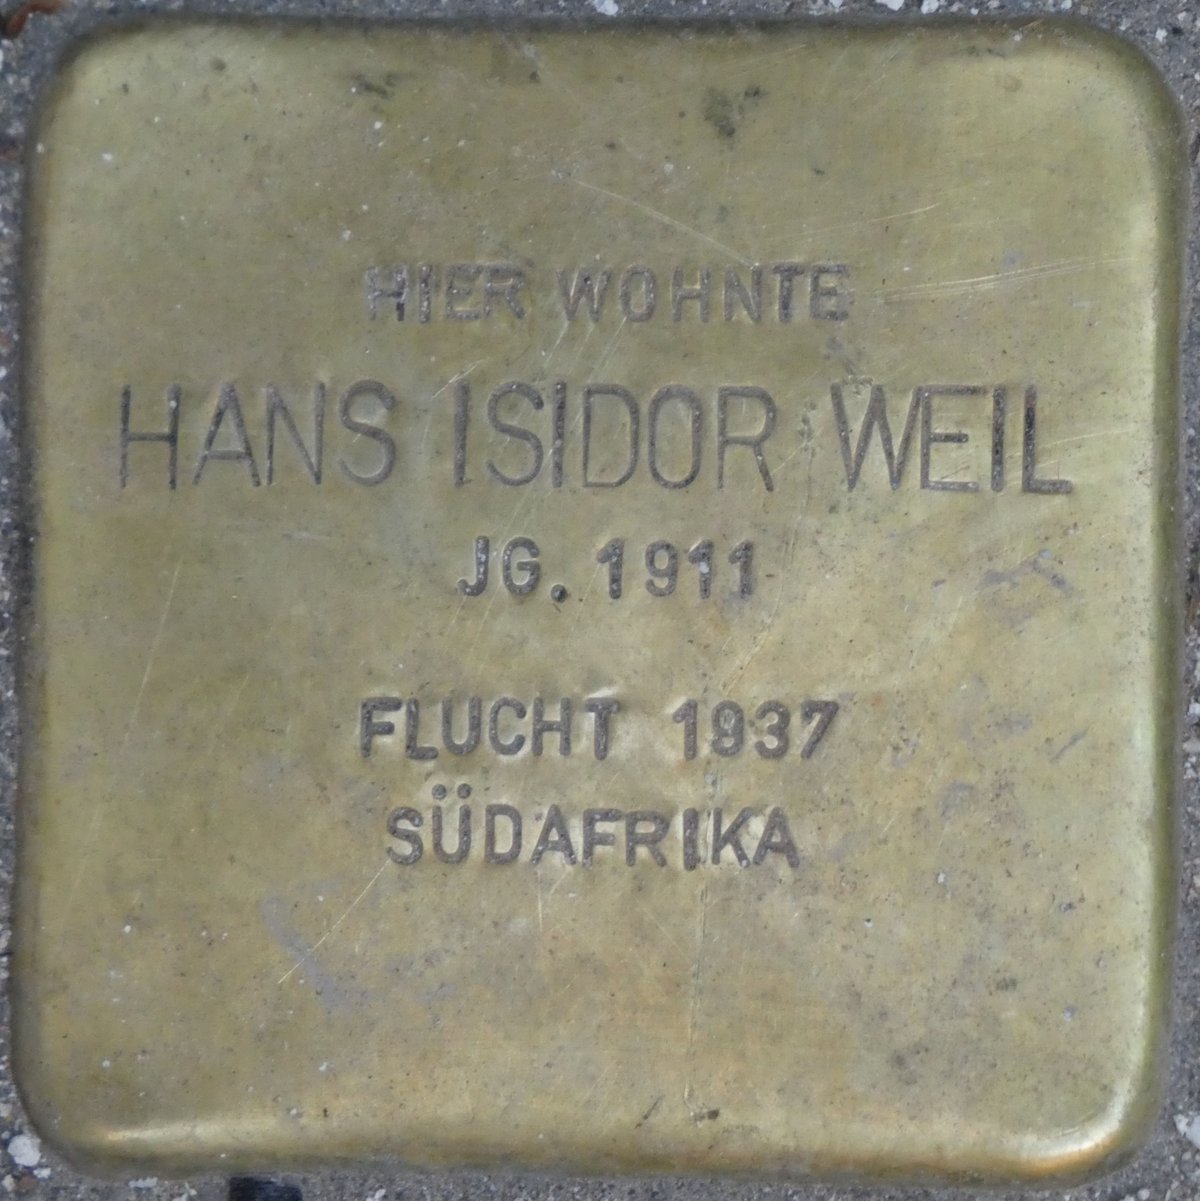 HIER WOHNTE
HANS ISIDOR WEIL
JG. 1911
FLUCHT 1937
SÜDAFRIKA